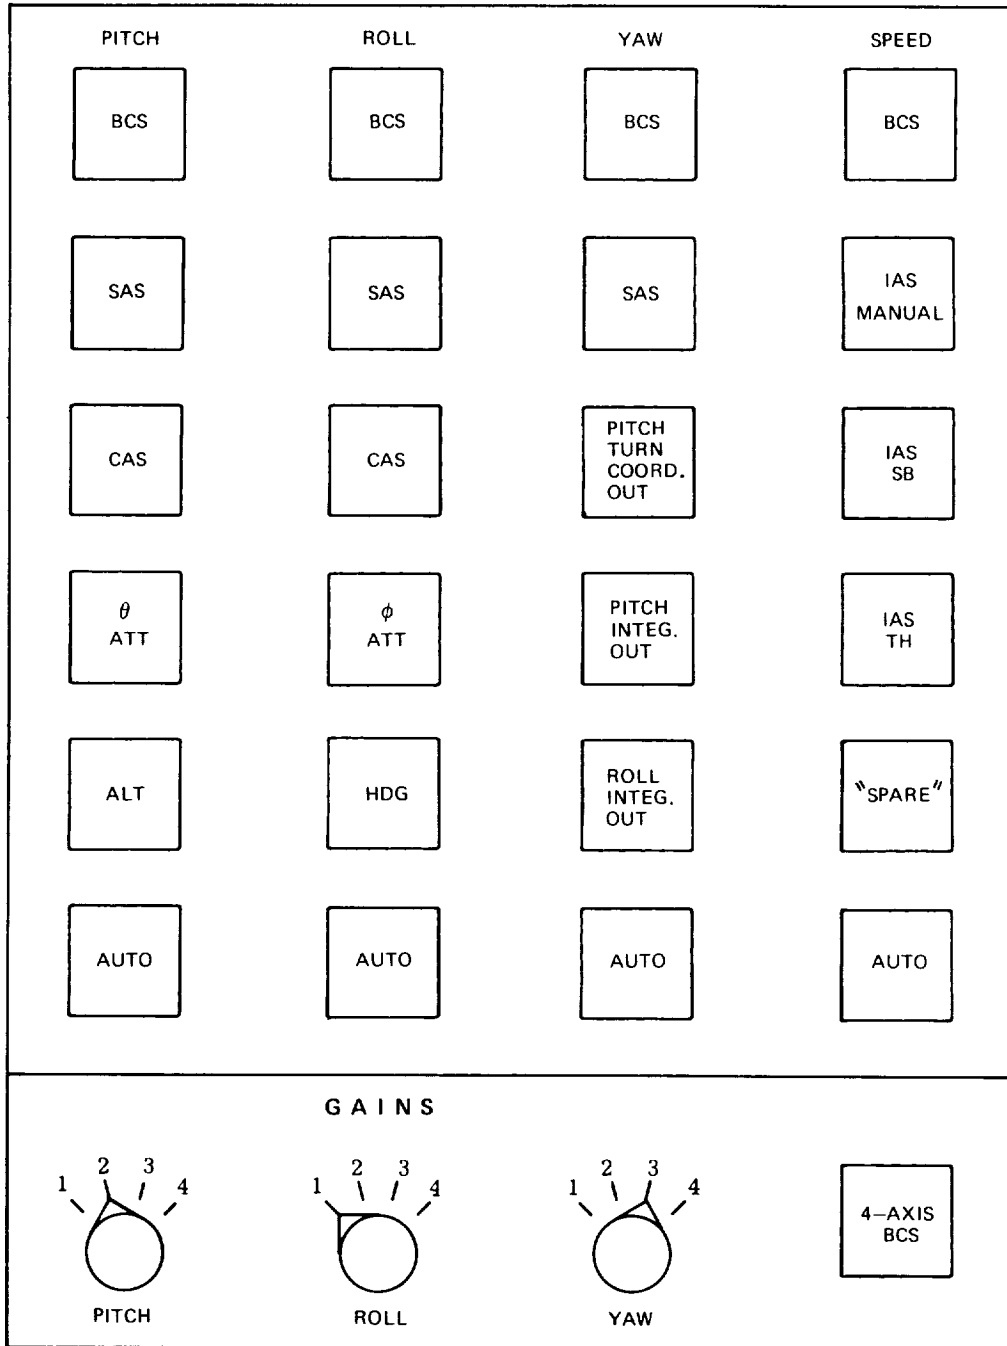 PITCH ROLL YAW SPEED
BCS BCS BCS BCS
SAS SAS SAS IAS
MANUAL
CAS CAS PITCH
TURN
COORD.
OUT IAS
SB
θ
ATT φ
ATT PITCH
INTEG.
OUT IAS
TH
ALT HDG ROLL
INTEG.
OUT "SPARE"
AUTO AUTO AUTO AUTO
GAINS
1 2 3 4 1 2 3 4 1 2 3 4
4-AXIS
BCS
PITCH ROLL YAW